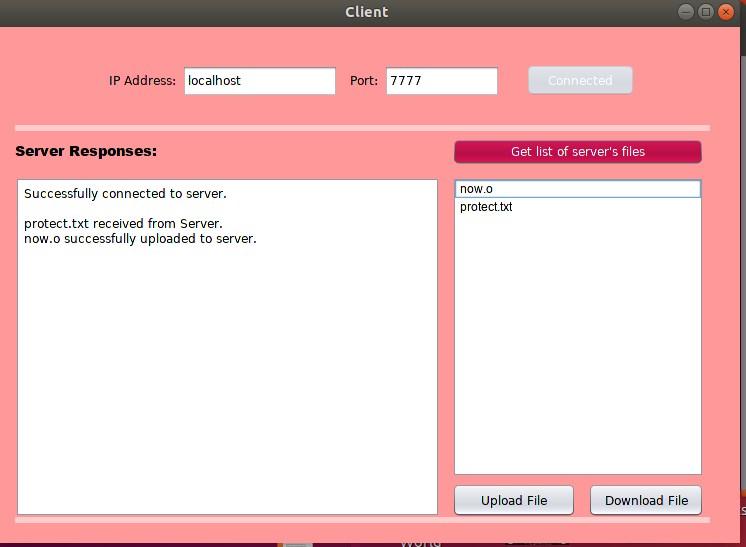 Client
IP Address: localhost Port: 7777 Connected
Server Responses: Get list of server's files
Successfully connected to server.
protect.txt received from Server.
now.o successfully uploaded to server.
now.o
protect.txt
Upload File Download File